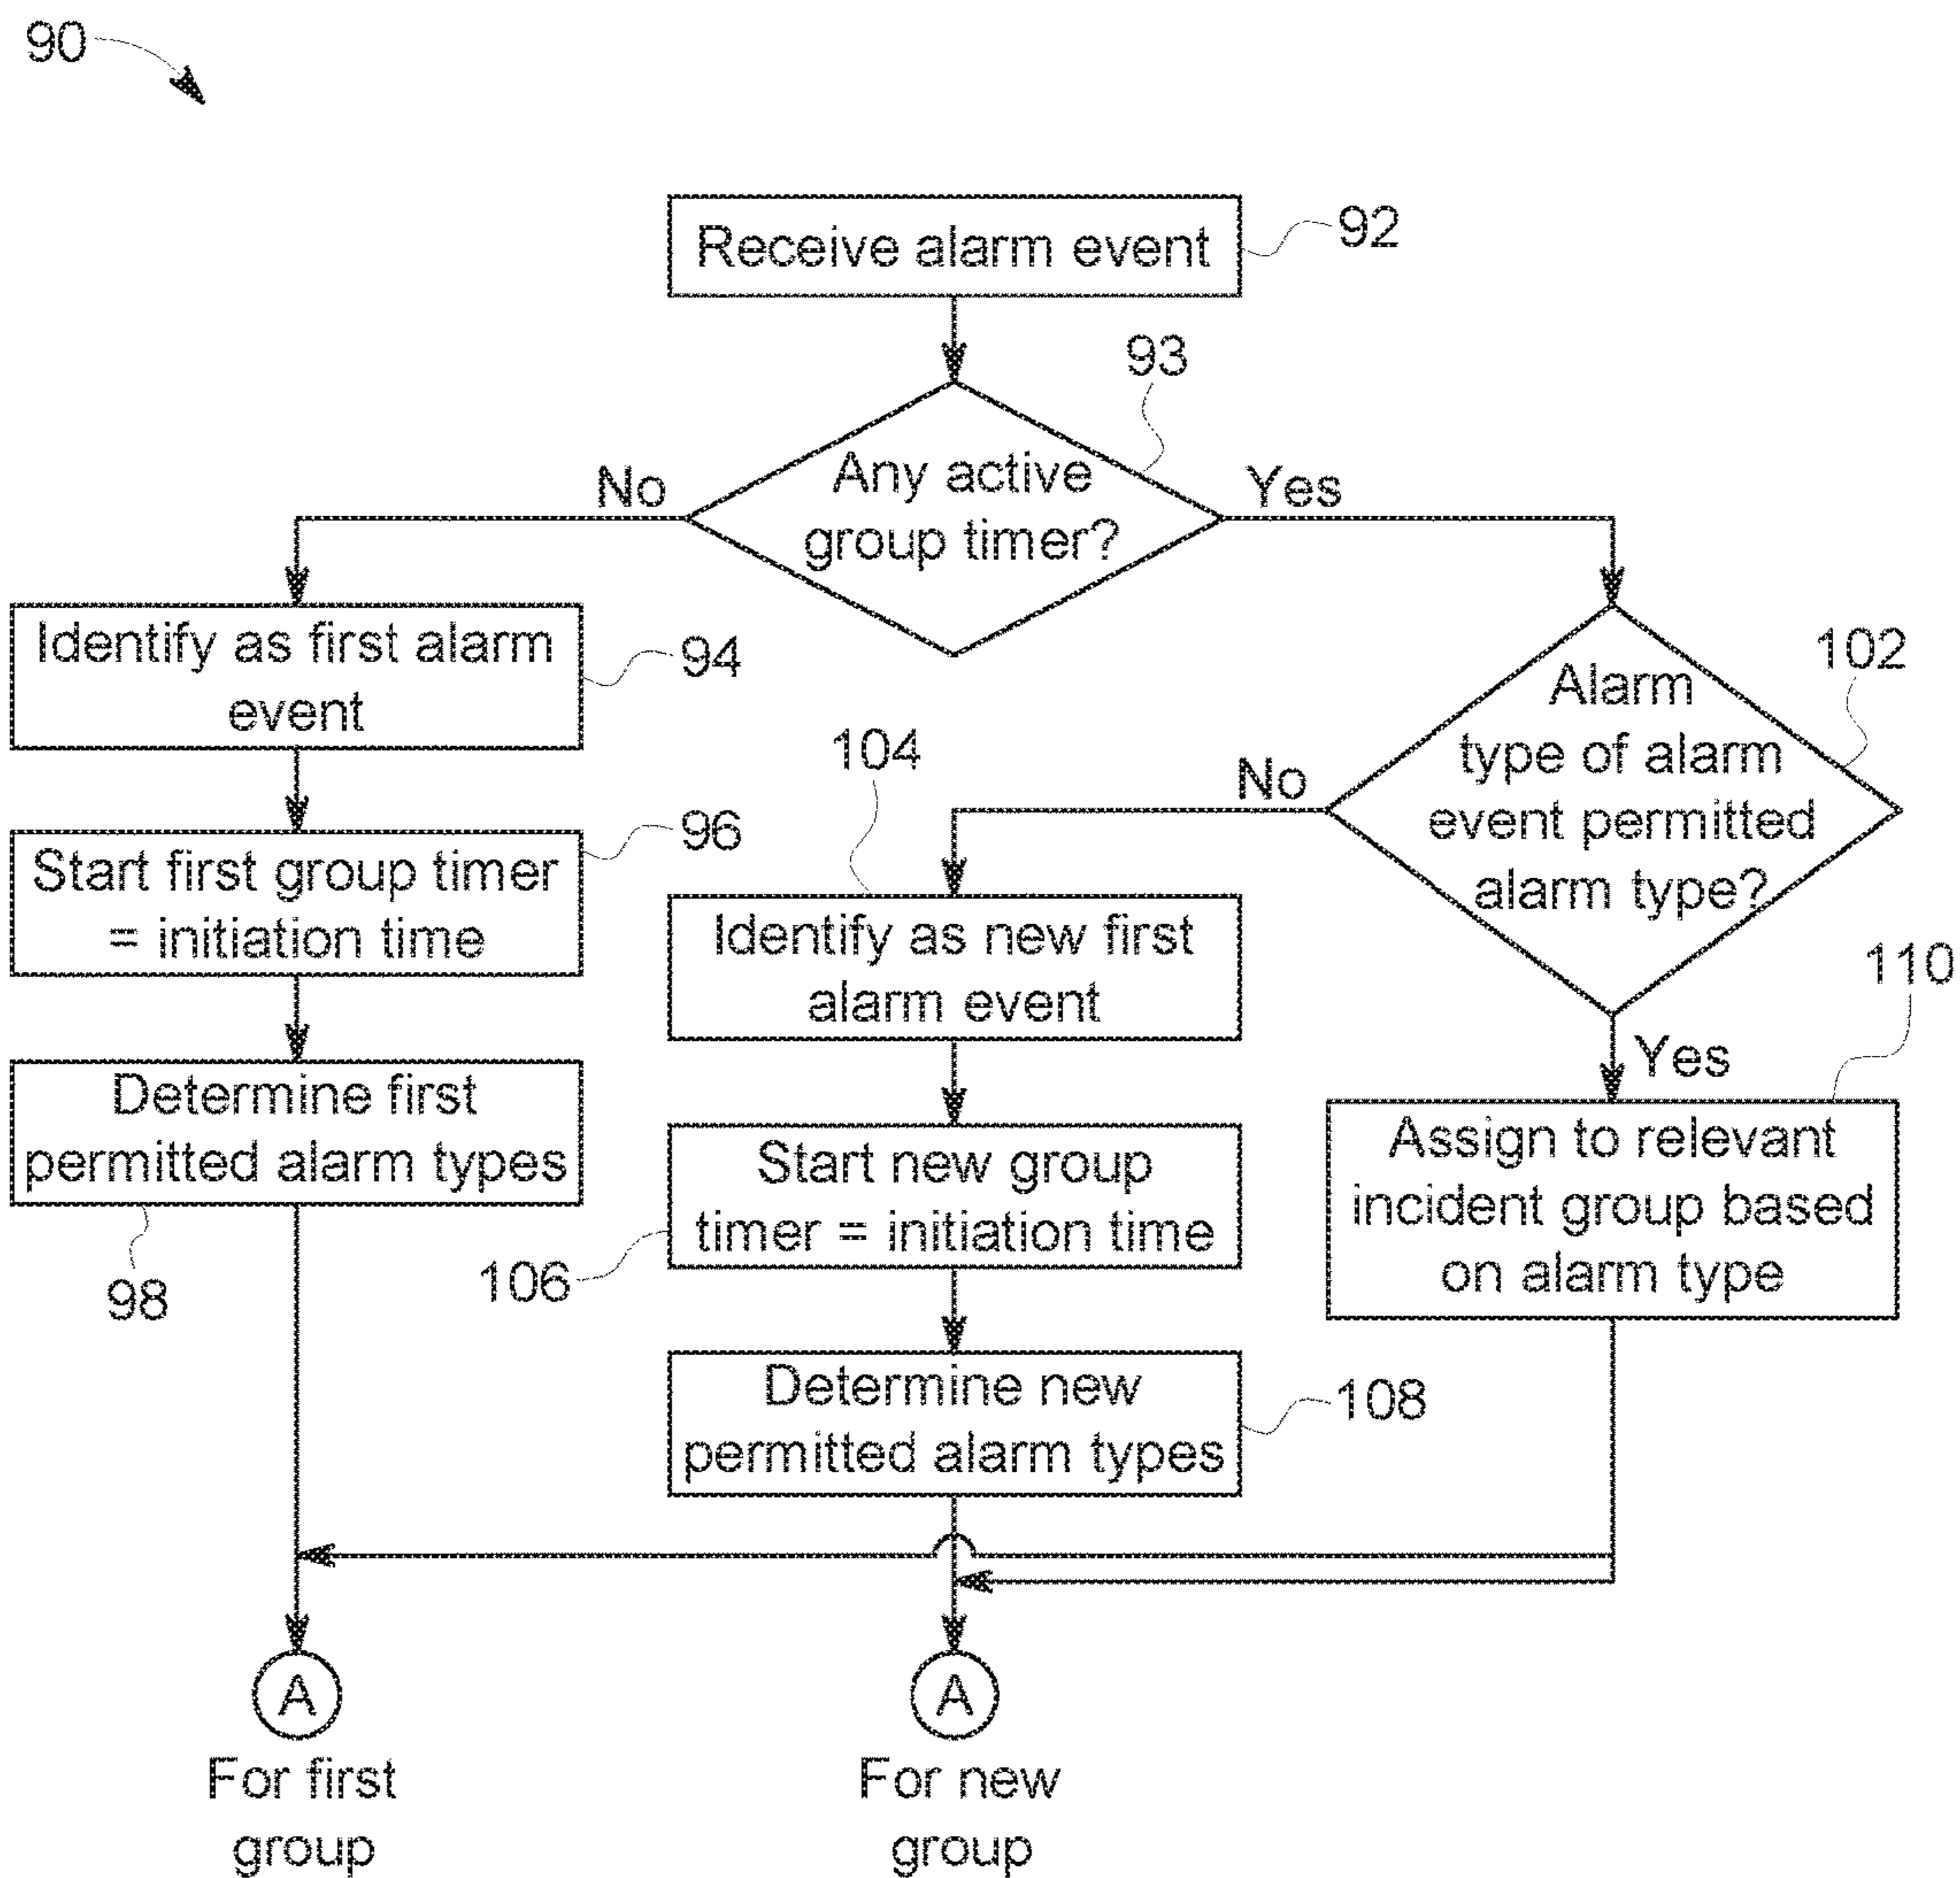 90
Receive alarm event
92
93
Any active
group timer?
No
Yes
Identify as first alarm
event
94
102
Alarm
type of alarm
event permitted
alarm type?
104
No
Start first group timer
= initiation time
96
Identify as new first
alarm event
110
Yes
Determine first
permitted alarm types
98
Start new group
timer = initiation time
106
Assign to relevant
incident group based
on alarm type
Determine new
permitted alarm types
108
A
A
For first
group
For new
group